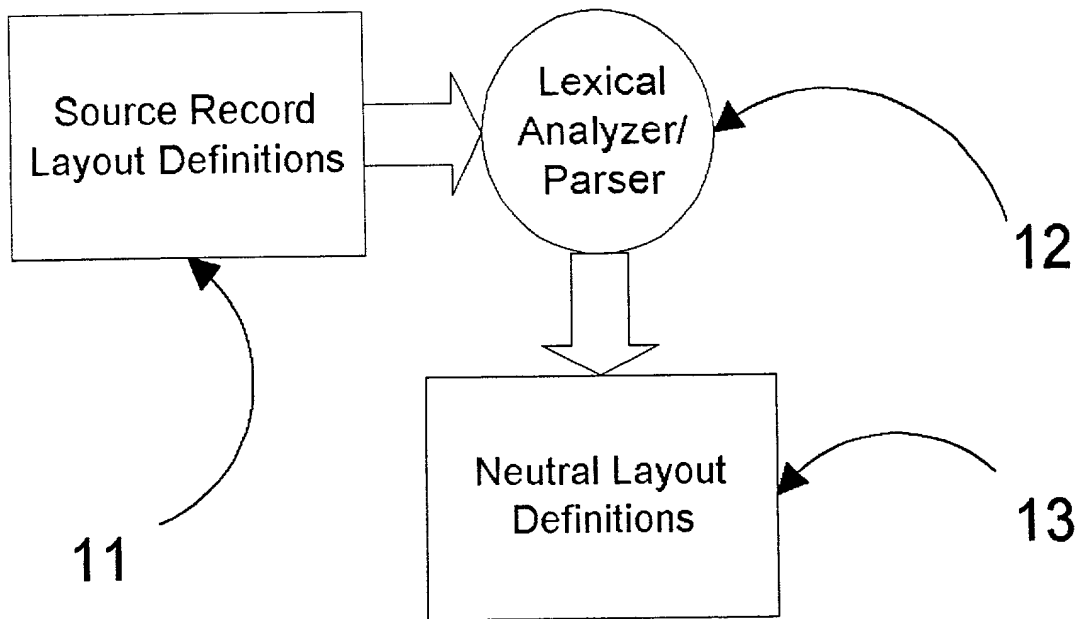 Source Record
Layout Definitions
Lexical
Analyzer/
Parser
12
Neutral Layout
Definitions
11
13